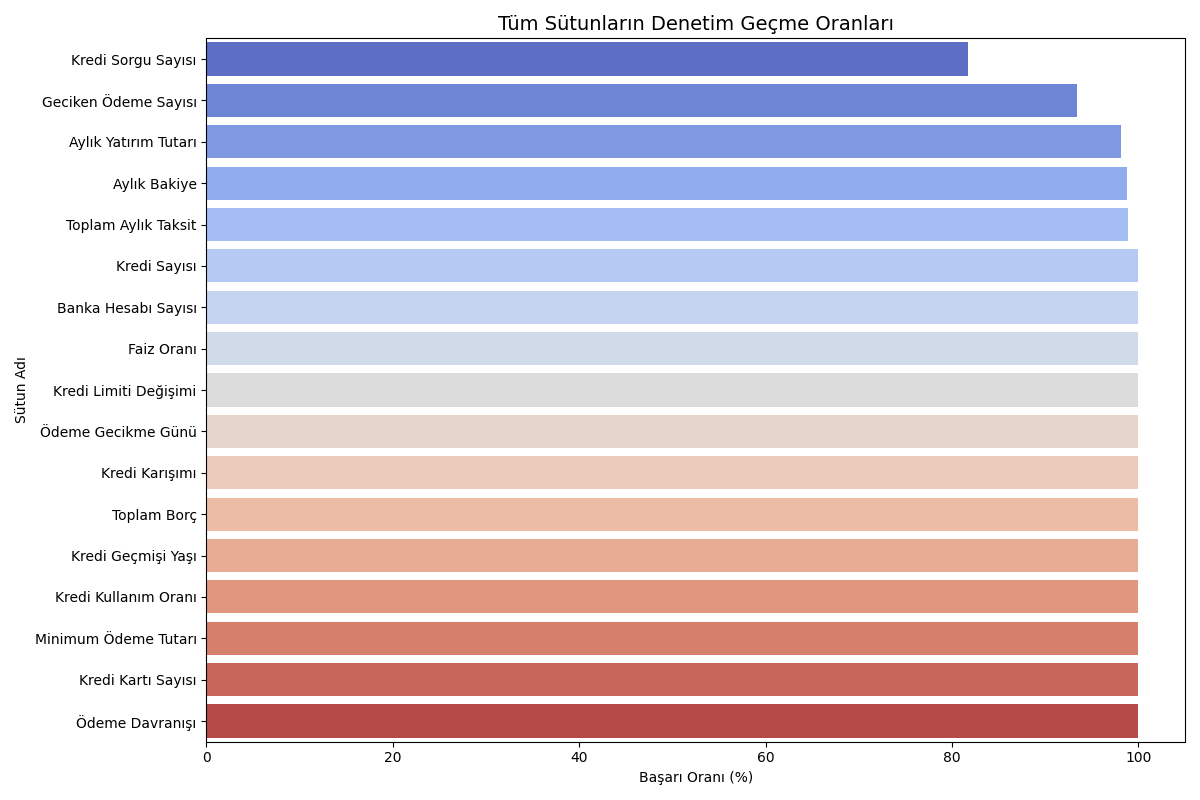 Tüm Sütunların Denetim Geçme Oranları
Sütun Adı
Kredi Sorgu Sayısı
Geciken Ödeme Sayısı
Aylık Yatırım Tutarı
Aylık Bakiye
Toplam Aylık Taksit
Kredi Sayısı
Banka Hesabı Sayısı
Faiz Oranı
Kredi Limiti Değişimi
Ödeme Gecikme Günü
Kredi Karışımı
Toplam Borç
Kredi Geçmişi Yaşı
Kredi Kullanım Oranı
Minimum Ödeme Tutarı
Kredi Kartı Sayısı
Ödeme Davranışı
0 20 40 60 80 100
Başarı Oranı (%)